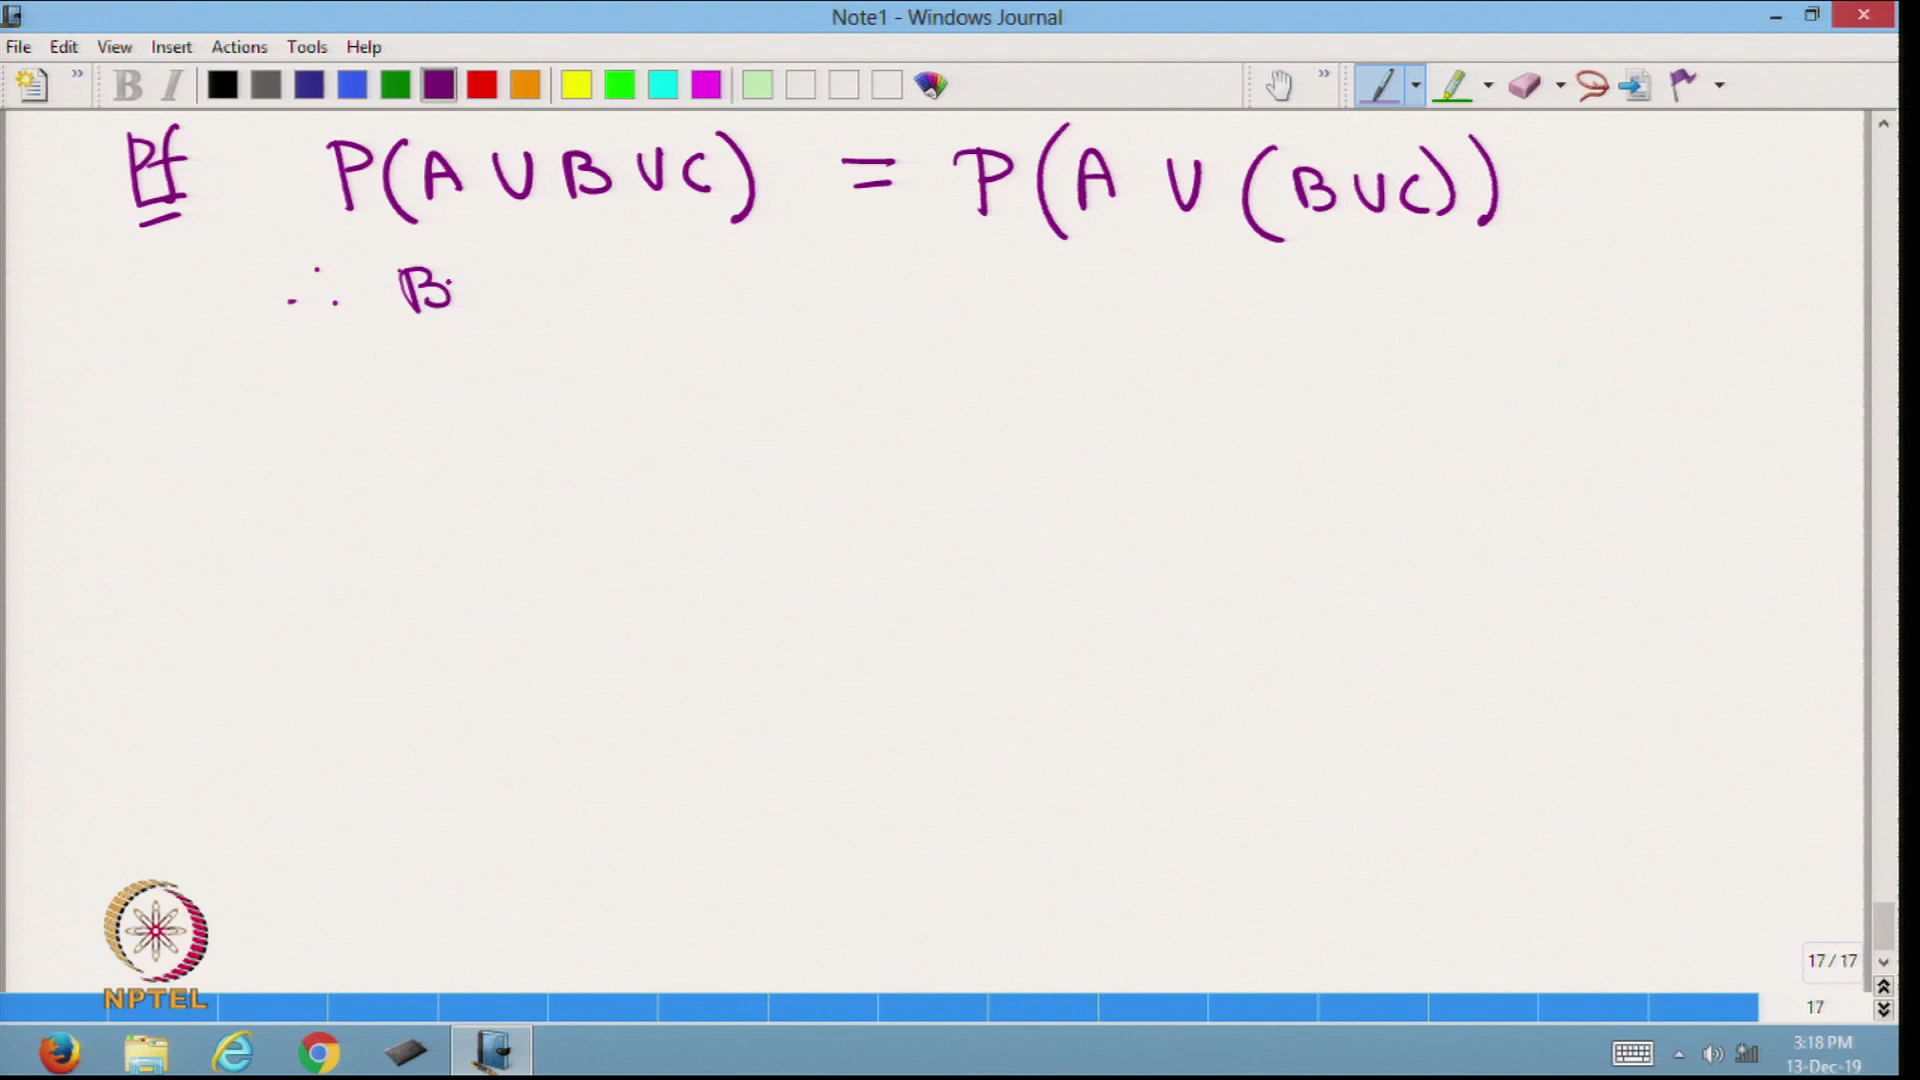 Note1 - Windows Journal
File Edit View Insert Actions Tools Help
B I
Pf P(A ∪ B ∪ C) = P(A ∪ (B ∪ C))
∴ B
17 / 17
NPTEL
17
3:18 PM
13-Dec-19